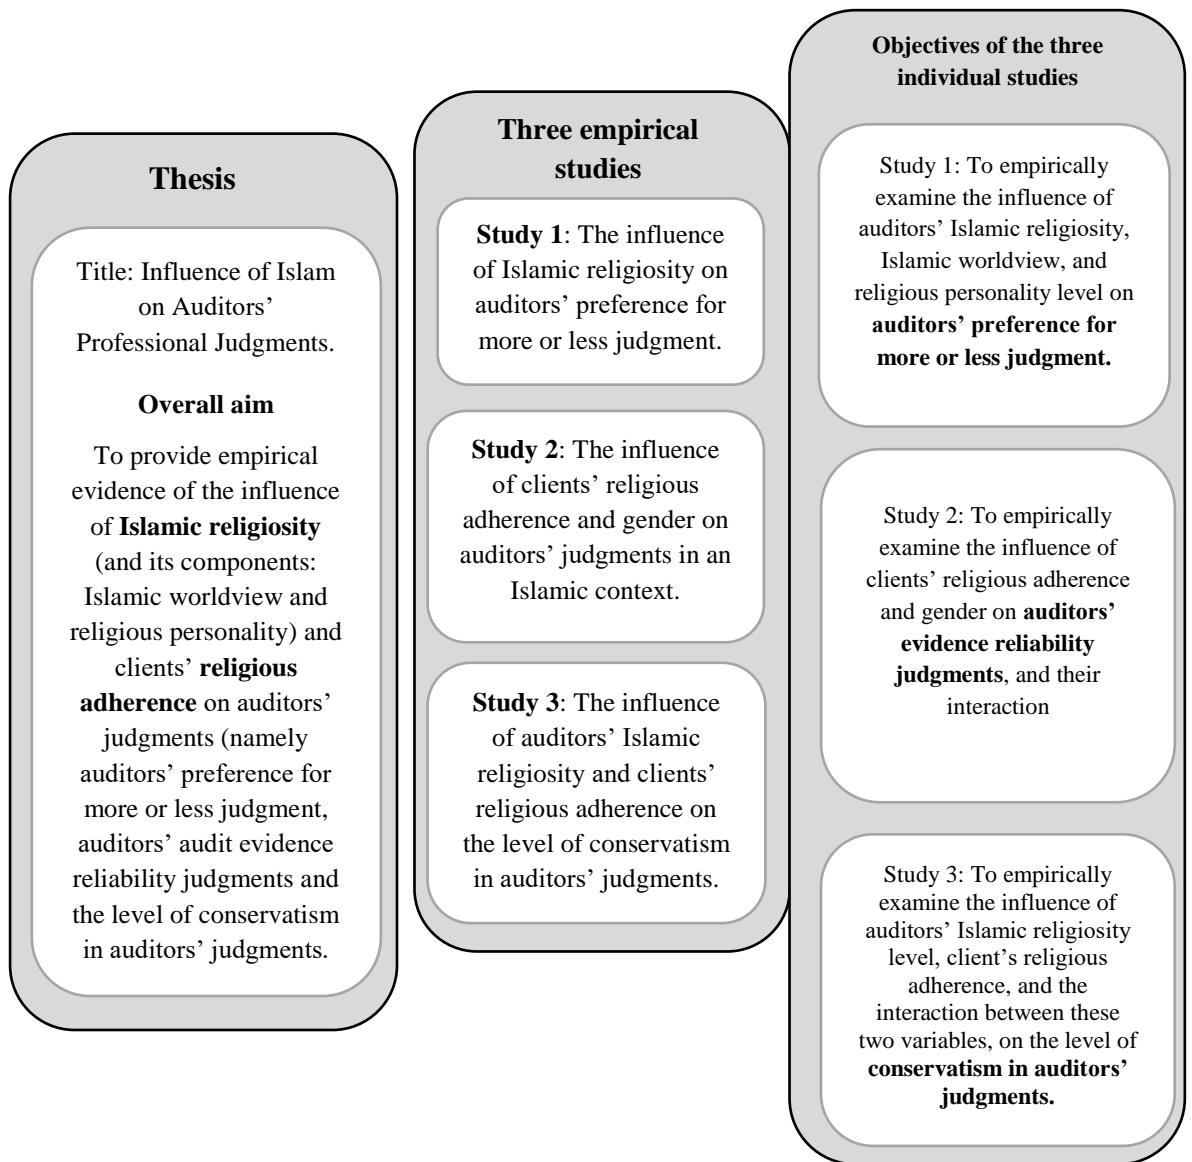 Thesis
Title: Influence of Islam
on Auditors’
Professional Judgments.
Overall aim
To provide empirical
evidence of the influence
of Islamic religiosity
(and its components:
Islamic worldview and
religious personality) and
clients’ religious
adherence on auditors’
judgments (namely
auditors’ preference for
more or less judgment,
auditors’ audit evidence
reliability judgments and
the level of conservatism
in auditors’ judgments.
Three empirical
studies
Study 1: The influence
of Islamic religiosity on
auditors’ preference for
more or less judgment.
Study 2: The influence
of clients’ religious
adherence and gender on
auditors’ judgments in an
Islamic context.
Study 3: The influence
of auditors’ Islamic
religiosity and clients’
religious adherence on
the level of conservatism
in auditors’ judgments.
Objectives of the three
individual studies
Study 1: To empirically
examine the influence of
auditors’ Islamic religiosity,
Islamic worldview, and
religious personality level on
auditors’ preference for
more or less judgment.
Study 2: To empirically
examine the influence of
clients’ religious adherence
and gender on auditors’
evidence reliability
judgments, and their
interaction
Study 3: To empirically
examine the influence of
auditors’ Islamic religiosity
level, client’s religious
adherence, and the
interaction between these
two variables, on the level of
conservatism in auditors’
judgments.